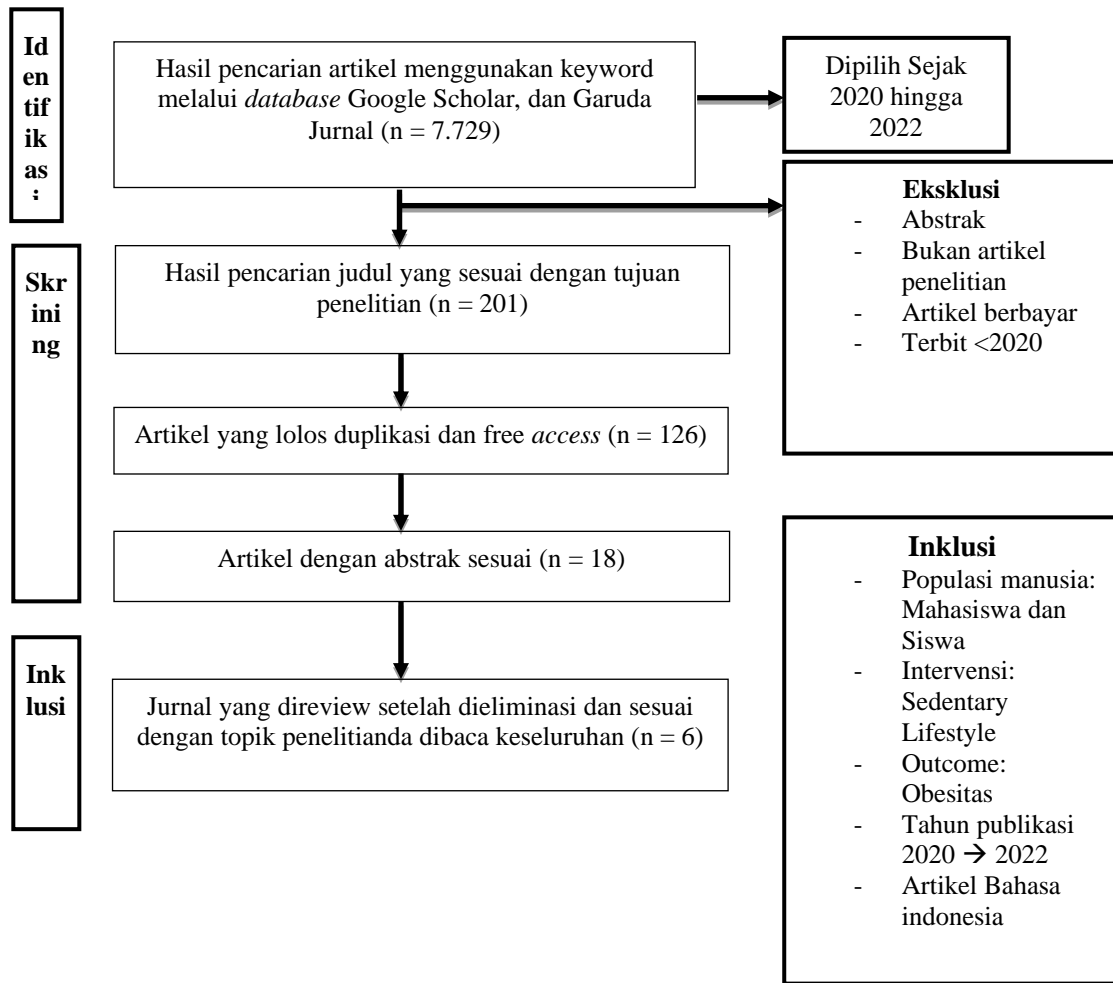 Id
en
tif
ik
as
i
Hasil pencarian artikel menggunakan keyword
melalui database Google Scholar, dan Garuda
Jurnal (n = 7.729)
Dipilih Sejak
2020 hingga
2022
Eksklusi
- Abstrak
- Bukan artikel
penelitian
- Artikel berbayar
- Terbit <2020
Skr
ini
ng
Hasil pencarian judul yang sesuai dengan tujuan
penelitian (n = 201)
Artikel yang lolos duplikasi dan free access (n = 126)
Artikel dengan abstrak sesuai (n = 18)
Ink
lusi
Jurnal yang direview setelah dieliminasi dan sesuai
dengan topik penelitianda dibaca keseluruhan (n = 6)
Inklusi
- Populasi manusia:
Mahasiswa dan
Siswa
- Intervensi:
Sedentary
Lifestyle
- Outcome:
Obesitas
- Tahun publikasi
2020 → 2022
- Artikel Bahasa
indonesia